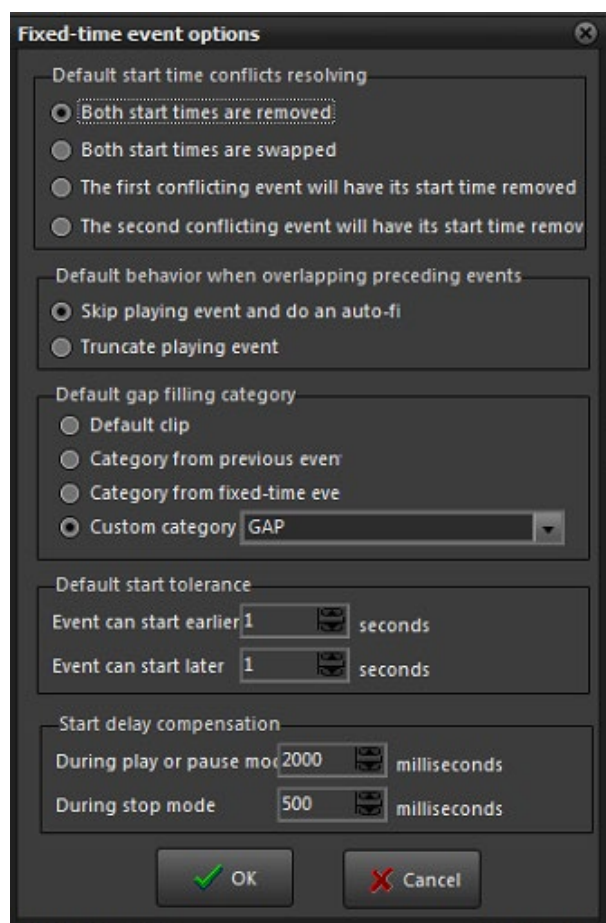 Fixed-time event options
Default start time conflicts resolving
Both start times are removed
Both start times are swapped
The first conflicting event will have its start time removed
The second conflicting event will have its start time remov
Default behavior when overlapping preceding events
Skip playing event and do an auto-fi
Truncate playing event
Default gap filling category
Default clip
Category from previous even
Category from fixed-time eve
Custom category GAP
Default start tolerance
Event can start earlier 1 seconds
Event can start later 1 seconds
Start delay compensation
During play or pause mod 2000 milliseconds
During stop mode 500 milliseconds
OK Cancel